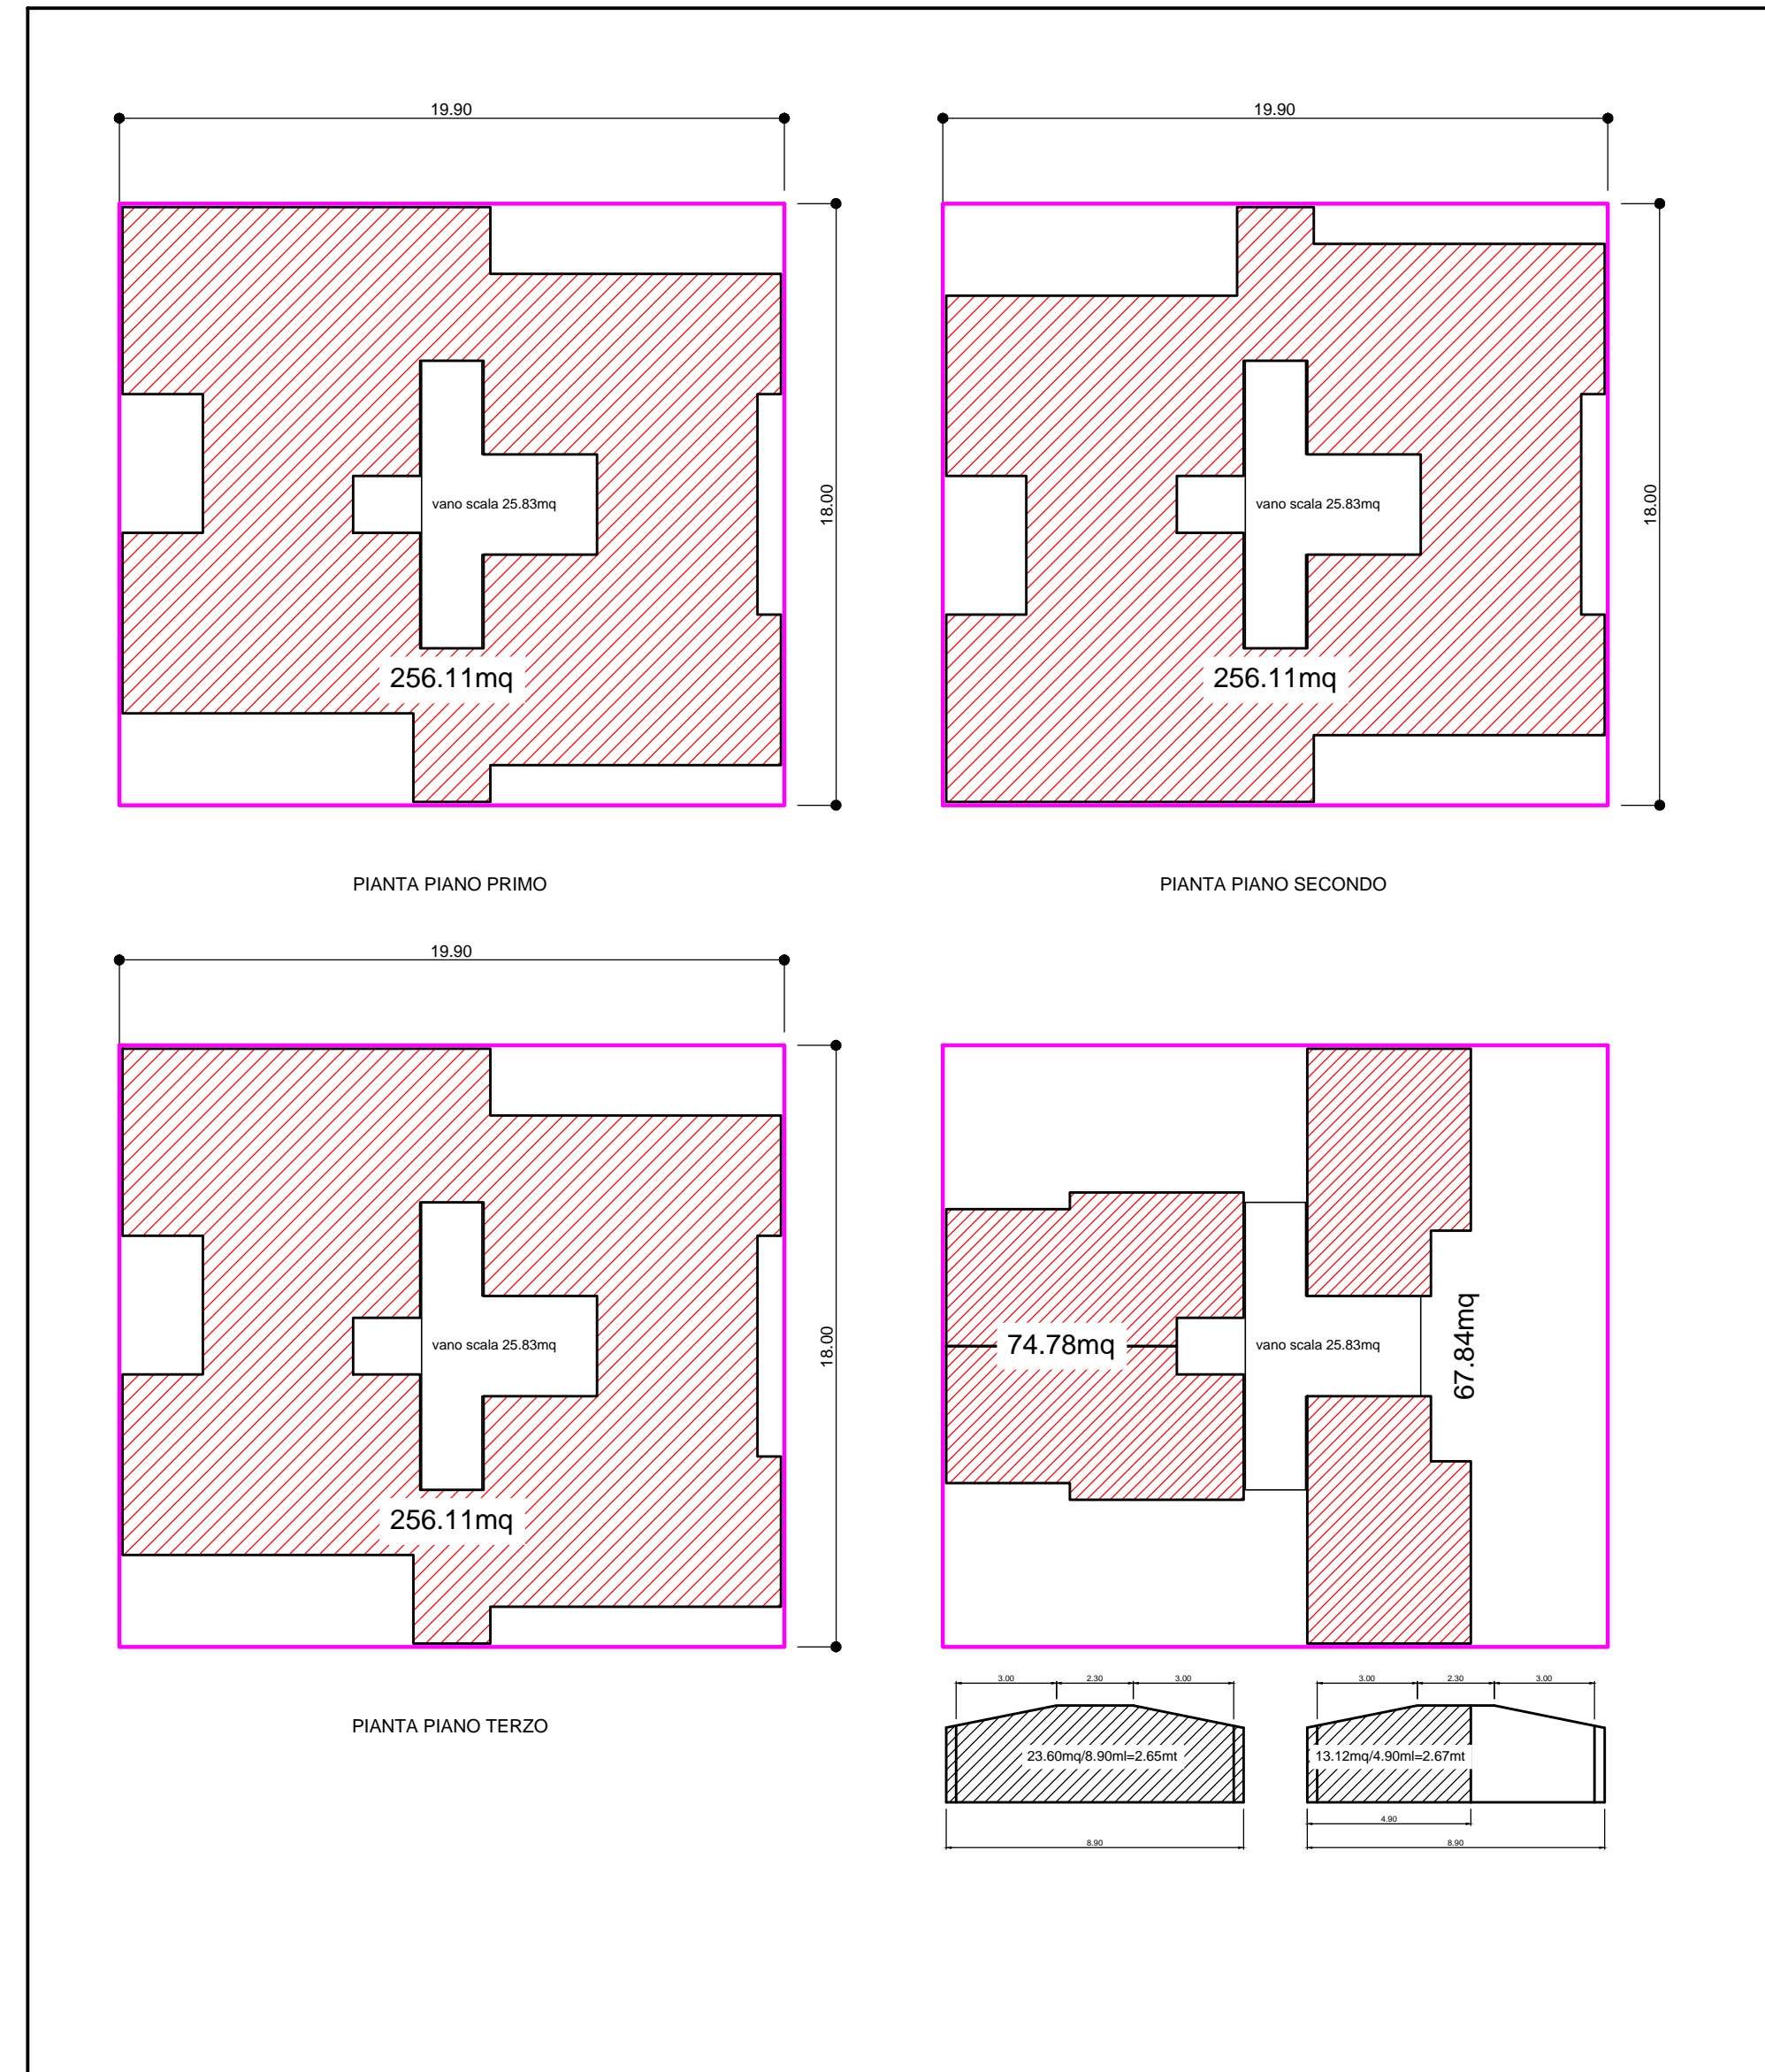 19.90
19.90
18.00
18.00
vano scala 25.83mq
vano scala 25.83mq
256.11mq
256.11mq
PIANTA PIANO PRIMO
PIANTA PIANO SECONDO
19.90
18.00
vano scala 25.83mq
74.78mq
vano scala 25.83mq
67.84mq
256.11mq
PIANTA PIANO TERZO
3.00
2.30
3.00
3.00
2.30
3.00
23.60mq/8.90ml=2.65mt
13.12mq/4.90ml=2.67mt
4.90
8.90
8.90